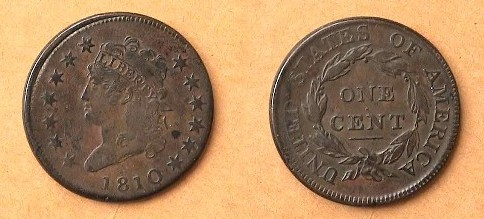 LIBERTY
1810
UNITED STATES OF AMERICA
ONE
CENT